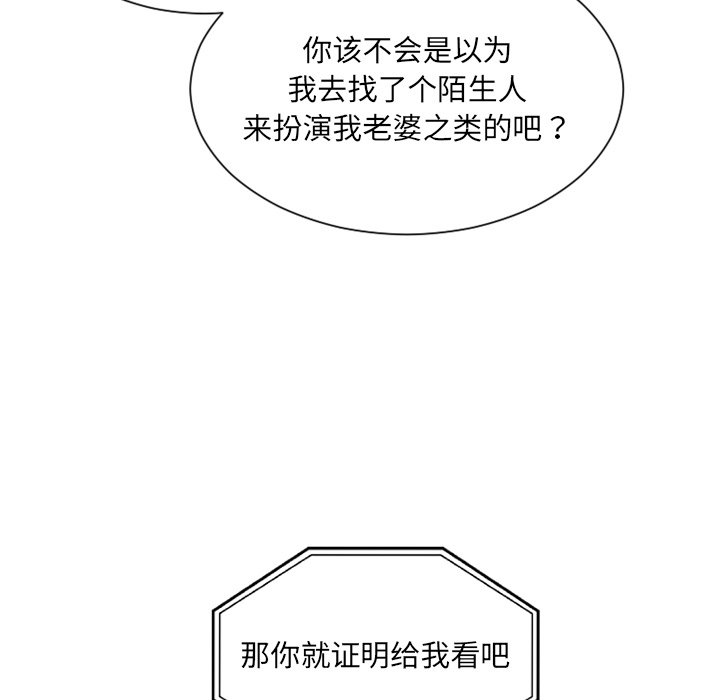 你该不会是以为
我去找了个陌生人
来扮演我老婆之类的吧？
那你就证明给我看吧